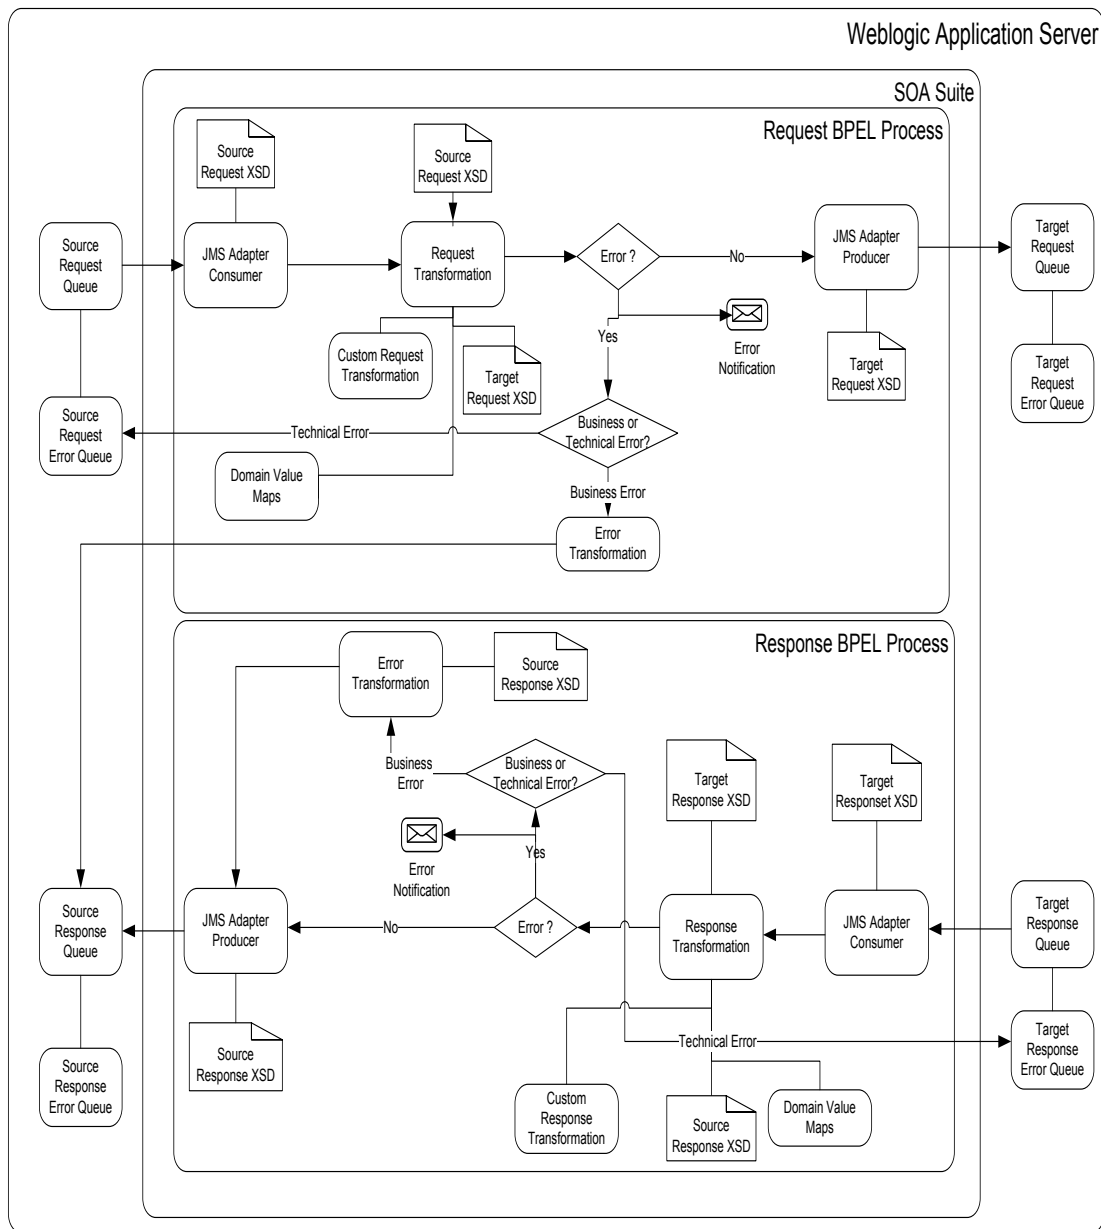 Weblogic Application Server
SOA Suite
Request BPEL Process
Source
Request XSD
Source
Request XSD
Source
Request
Queue
JMS Adapter
Consumer
Request
Transformation
Error ?
No
JMS Adapter
Producer
Target
Request
Queue
Yes
Error
Notification
Custom Request
Transformation
Target
Request XSD
Target
Request XSD
Target
Request
Error Queue
Source
Request
Error Queue
Technical Error
Business or
Technical Error?
Domain Value
Maps
Business Error
Error
Transformation
Response BPEL Process
Error
Transformation
Source
Response XSD
Business
Error
Business or
Technical Error?
Target
Response XSD
Target
Responset XSD
Yes
Error
Notification
Source
Response
Queue
JMS Adapter
Producer
No
Error ?
Response
Transformation
JMS Adapter
Consumer
Target
Response
Queue
Source
Response
Error Queue
Source
Response XSD
Technical Error
Target
Response
Error Queue
Custom
Response
Transformation
Source
Response XSD
Domain Value
Maps